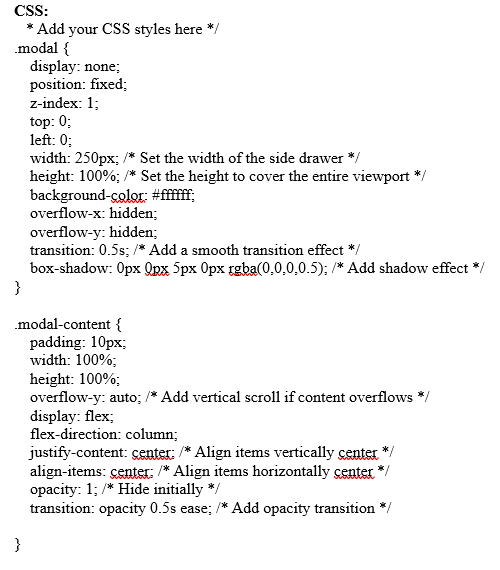 CSS:
* Add your CSS styles here */
.modal {
display: none;
position: fixed;
z-index: 1;
top: 0;
left: 0;
width: 250px; /* Set the width of the side drawer */
height: 100%; /* Set the height to cover the entire viewport */
background-color: #ffffff;
overflow-x: hidden;
overflow-y: hidden;
transition: 0.5s; /* Add a smooth transition effect */
box-shadow: 0px 0px 5px 0px rgba(0,0,0,0.5); /* Add shadow effect */
}
.modal-content {
padding: 10px;
width: 100%;
height: 100%;
overflow-y: auto; /* Add vertical scroll if content overflows */
display: flex;
flex-direction: column;
justify-content: center; /* Align items vertically center */
align-items: center; /* Align items horizontally center */
opacity: 1; /* Hide initially */
transition: opacity 0.5s ease; /* Add opacity transition */
}